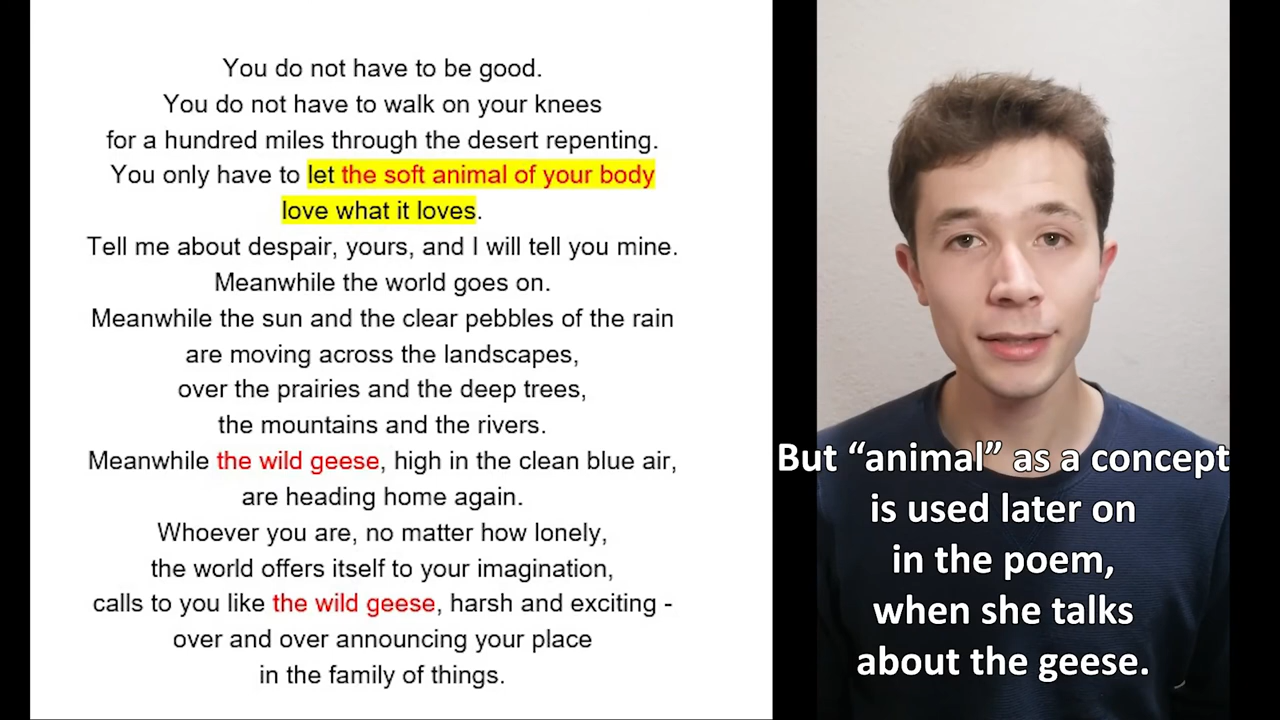 You do not have to be good.
You do not have to walk on your knees
for a hundred miles through the desert repenting.
You only have to let the soft animal of your body
love what it loves.
Tell me about despair, yours, and I will tell you mine.
Meanwhile the world goes on.
Meanwhile the sun and the clear pebbles of the rain
are moving across the landscapes,
over the prairies and the deep trees,
the mountains and the rivers.
Meanwhile the wild geese, high in the clean blue air,
are heading home again.
Whoever you are, no matter how lonely,
the world offers itself to your imagination,
calls to you like the wild geese, harsh and exciting -
over and over announcing your place
in the family of things.
But “animal” as a concept
is used later on
in the poem,
when she talks
about the geese.